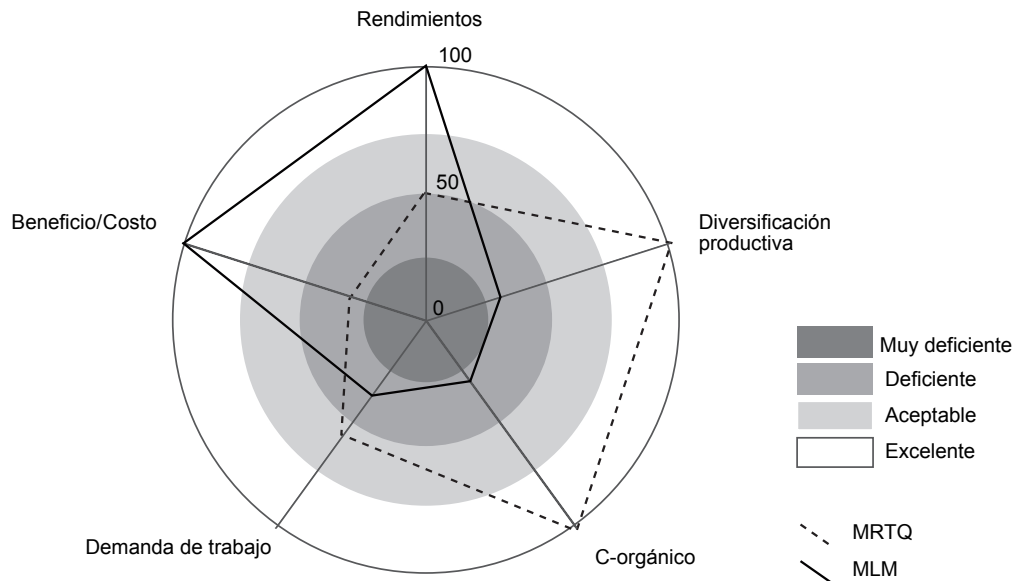 Rendimientos
100
50
0
Beneficio/Costo
Diversificación
productiva
Demanda de trabajo
C-orgánico
Muy deficiente
Deficiente
Aceptable
Excelente
MRTQ
MLM